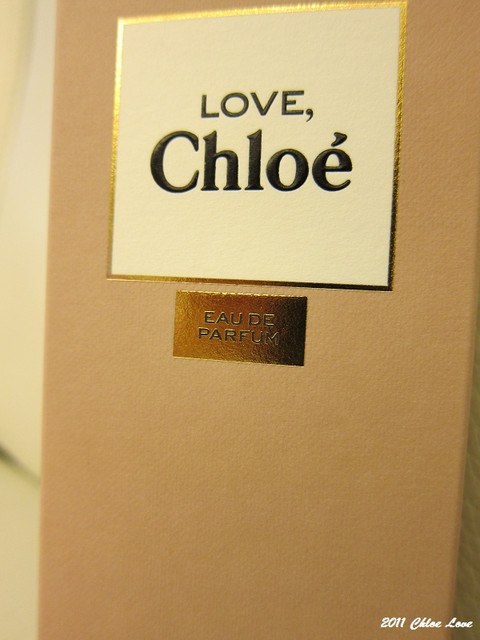 LOVE,
Chloé
EAU DE
PARFUM
2011 Chloe Love